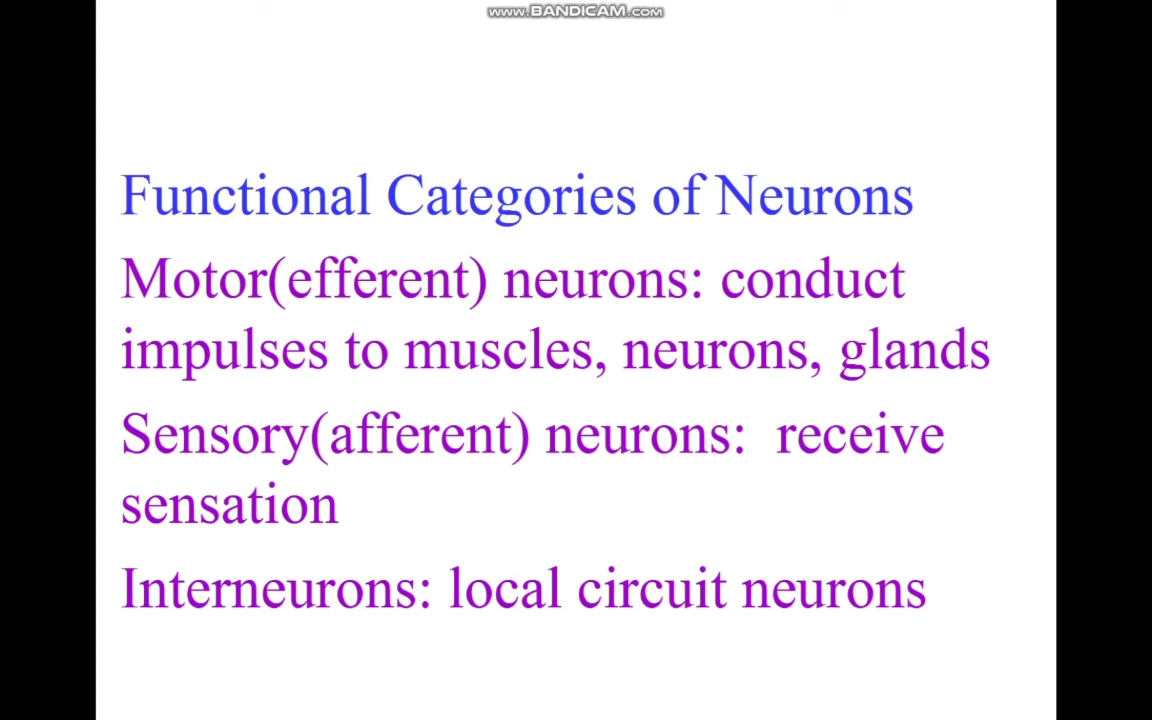 www.BANDICAM.com
Functional Categories of Neurons
Motor(efferent) neurons: conduct
impulses to muscles, neurons, glands
Sensory(afferent) neurons:  receive
sensation
Interneurons: local circuit neurons